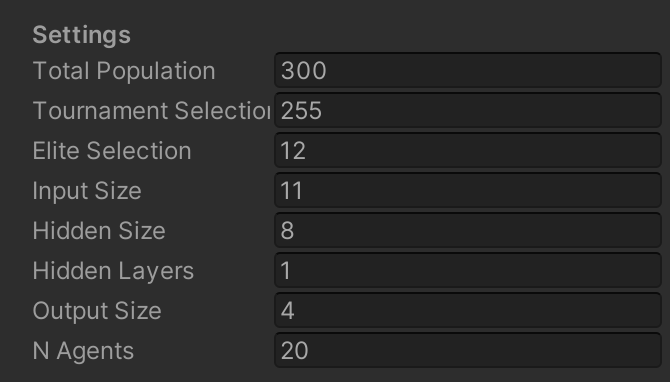 Settings
Total Population 300
Tournament Selection 255
Elite Selection 12
Input Size 11
Hidden Size 8
Hidden Layers 1
Output Size 4
N Agents 20